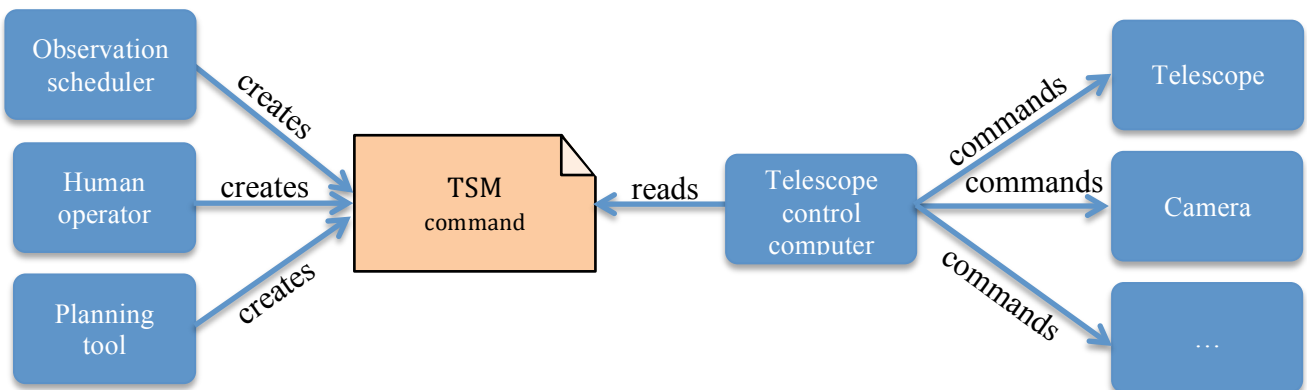 Observation
scheduler
creates
Human
operator
creates
Planning
tool
creates
TSM
command
reads
Telescope
control
computer
commands
Telescope
commands
Camera
commands
…